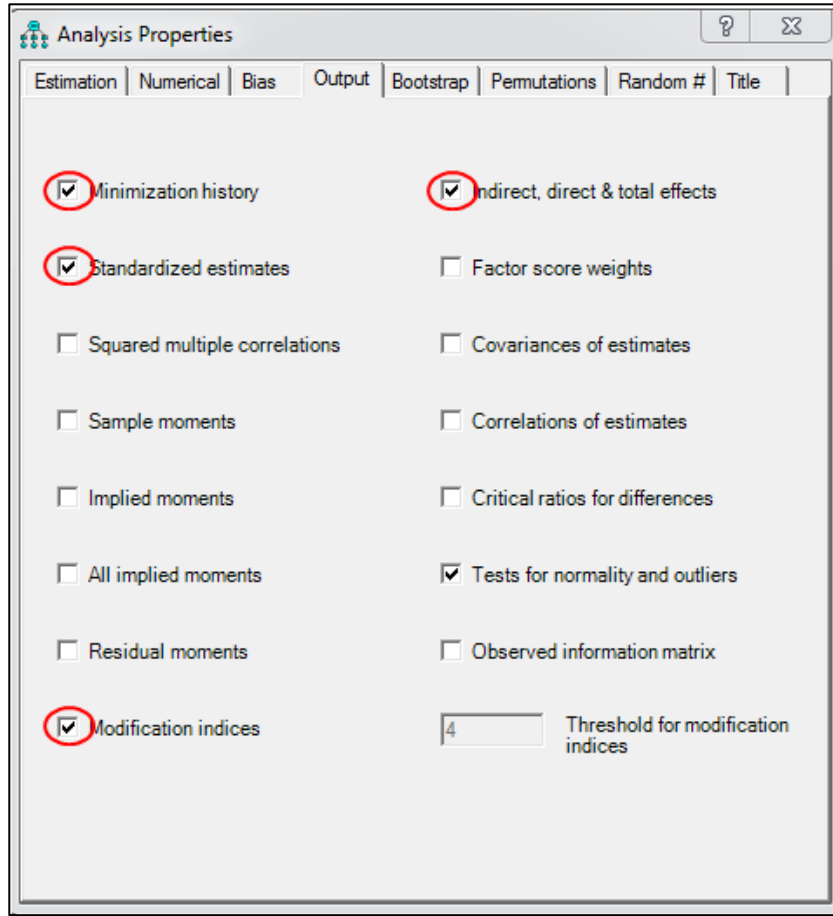 Analysis Properties
Estimation Numerical Bias Output Bootstrap Permutations Random # Title
Minimization history
Indirect, direct & total effects
Standardized estimates
Factor score weights
Squared multiple correlations
Covariances of estimates
Sample moments
Correlations of estimates
Implied moments
Critical ratios for differences
All implied moments
Tests for normality and outliers
Residual moments
Observed information matrix
Modification indices
4
Threshold for modification
indices